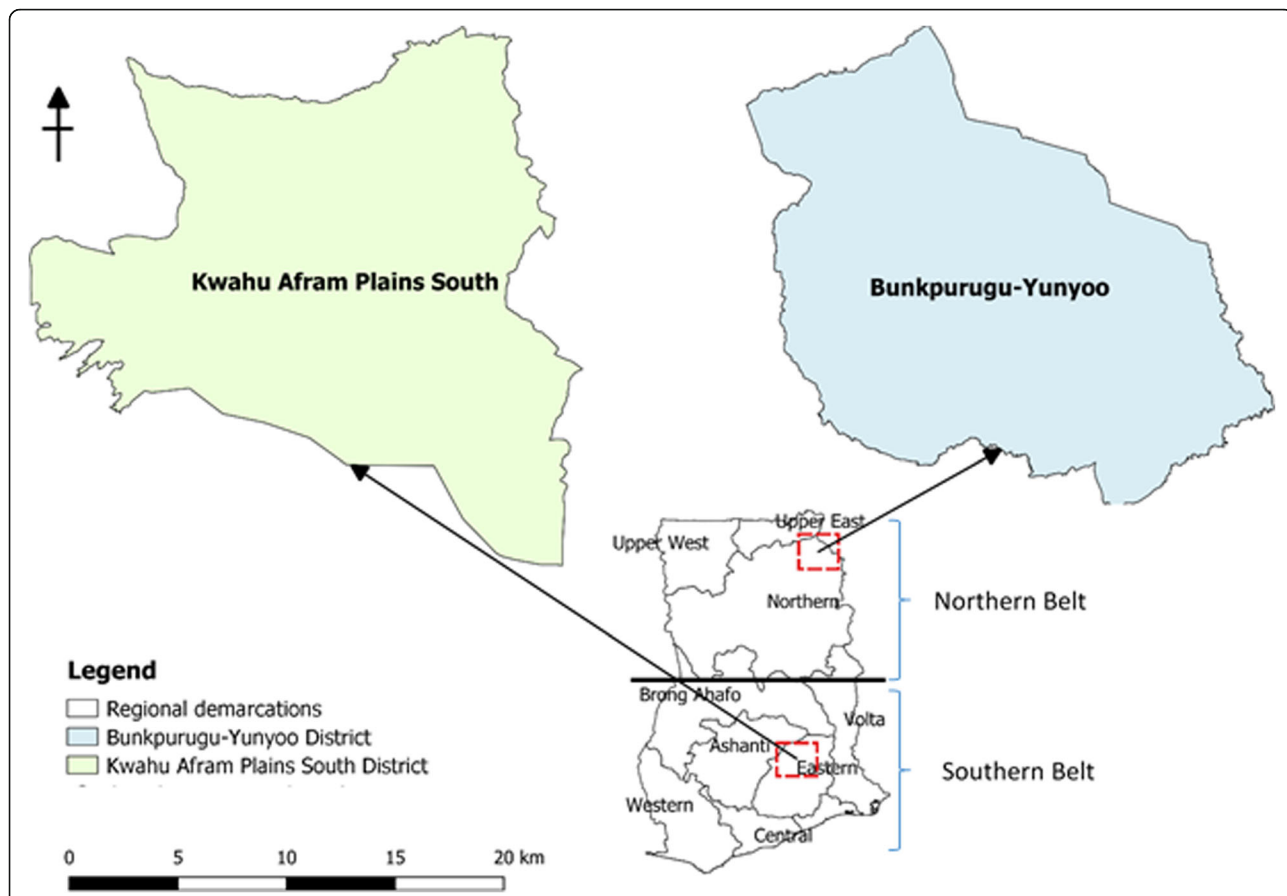 Kwahu Afram Plains South
Bunkpurugu-Yunyoo
Upper East
Upper West
Northern
Northern Belt
Brong Ahafo
Volta
Ashanti
Eastern
Southern Belt
Western
Central
Legend
Regional demarcations
Bunkpurugu-Yunyoo District
Kwahu Afram Plains South District
0 5 10 15 20 km